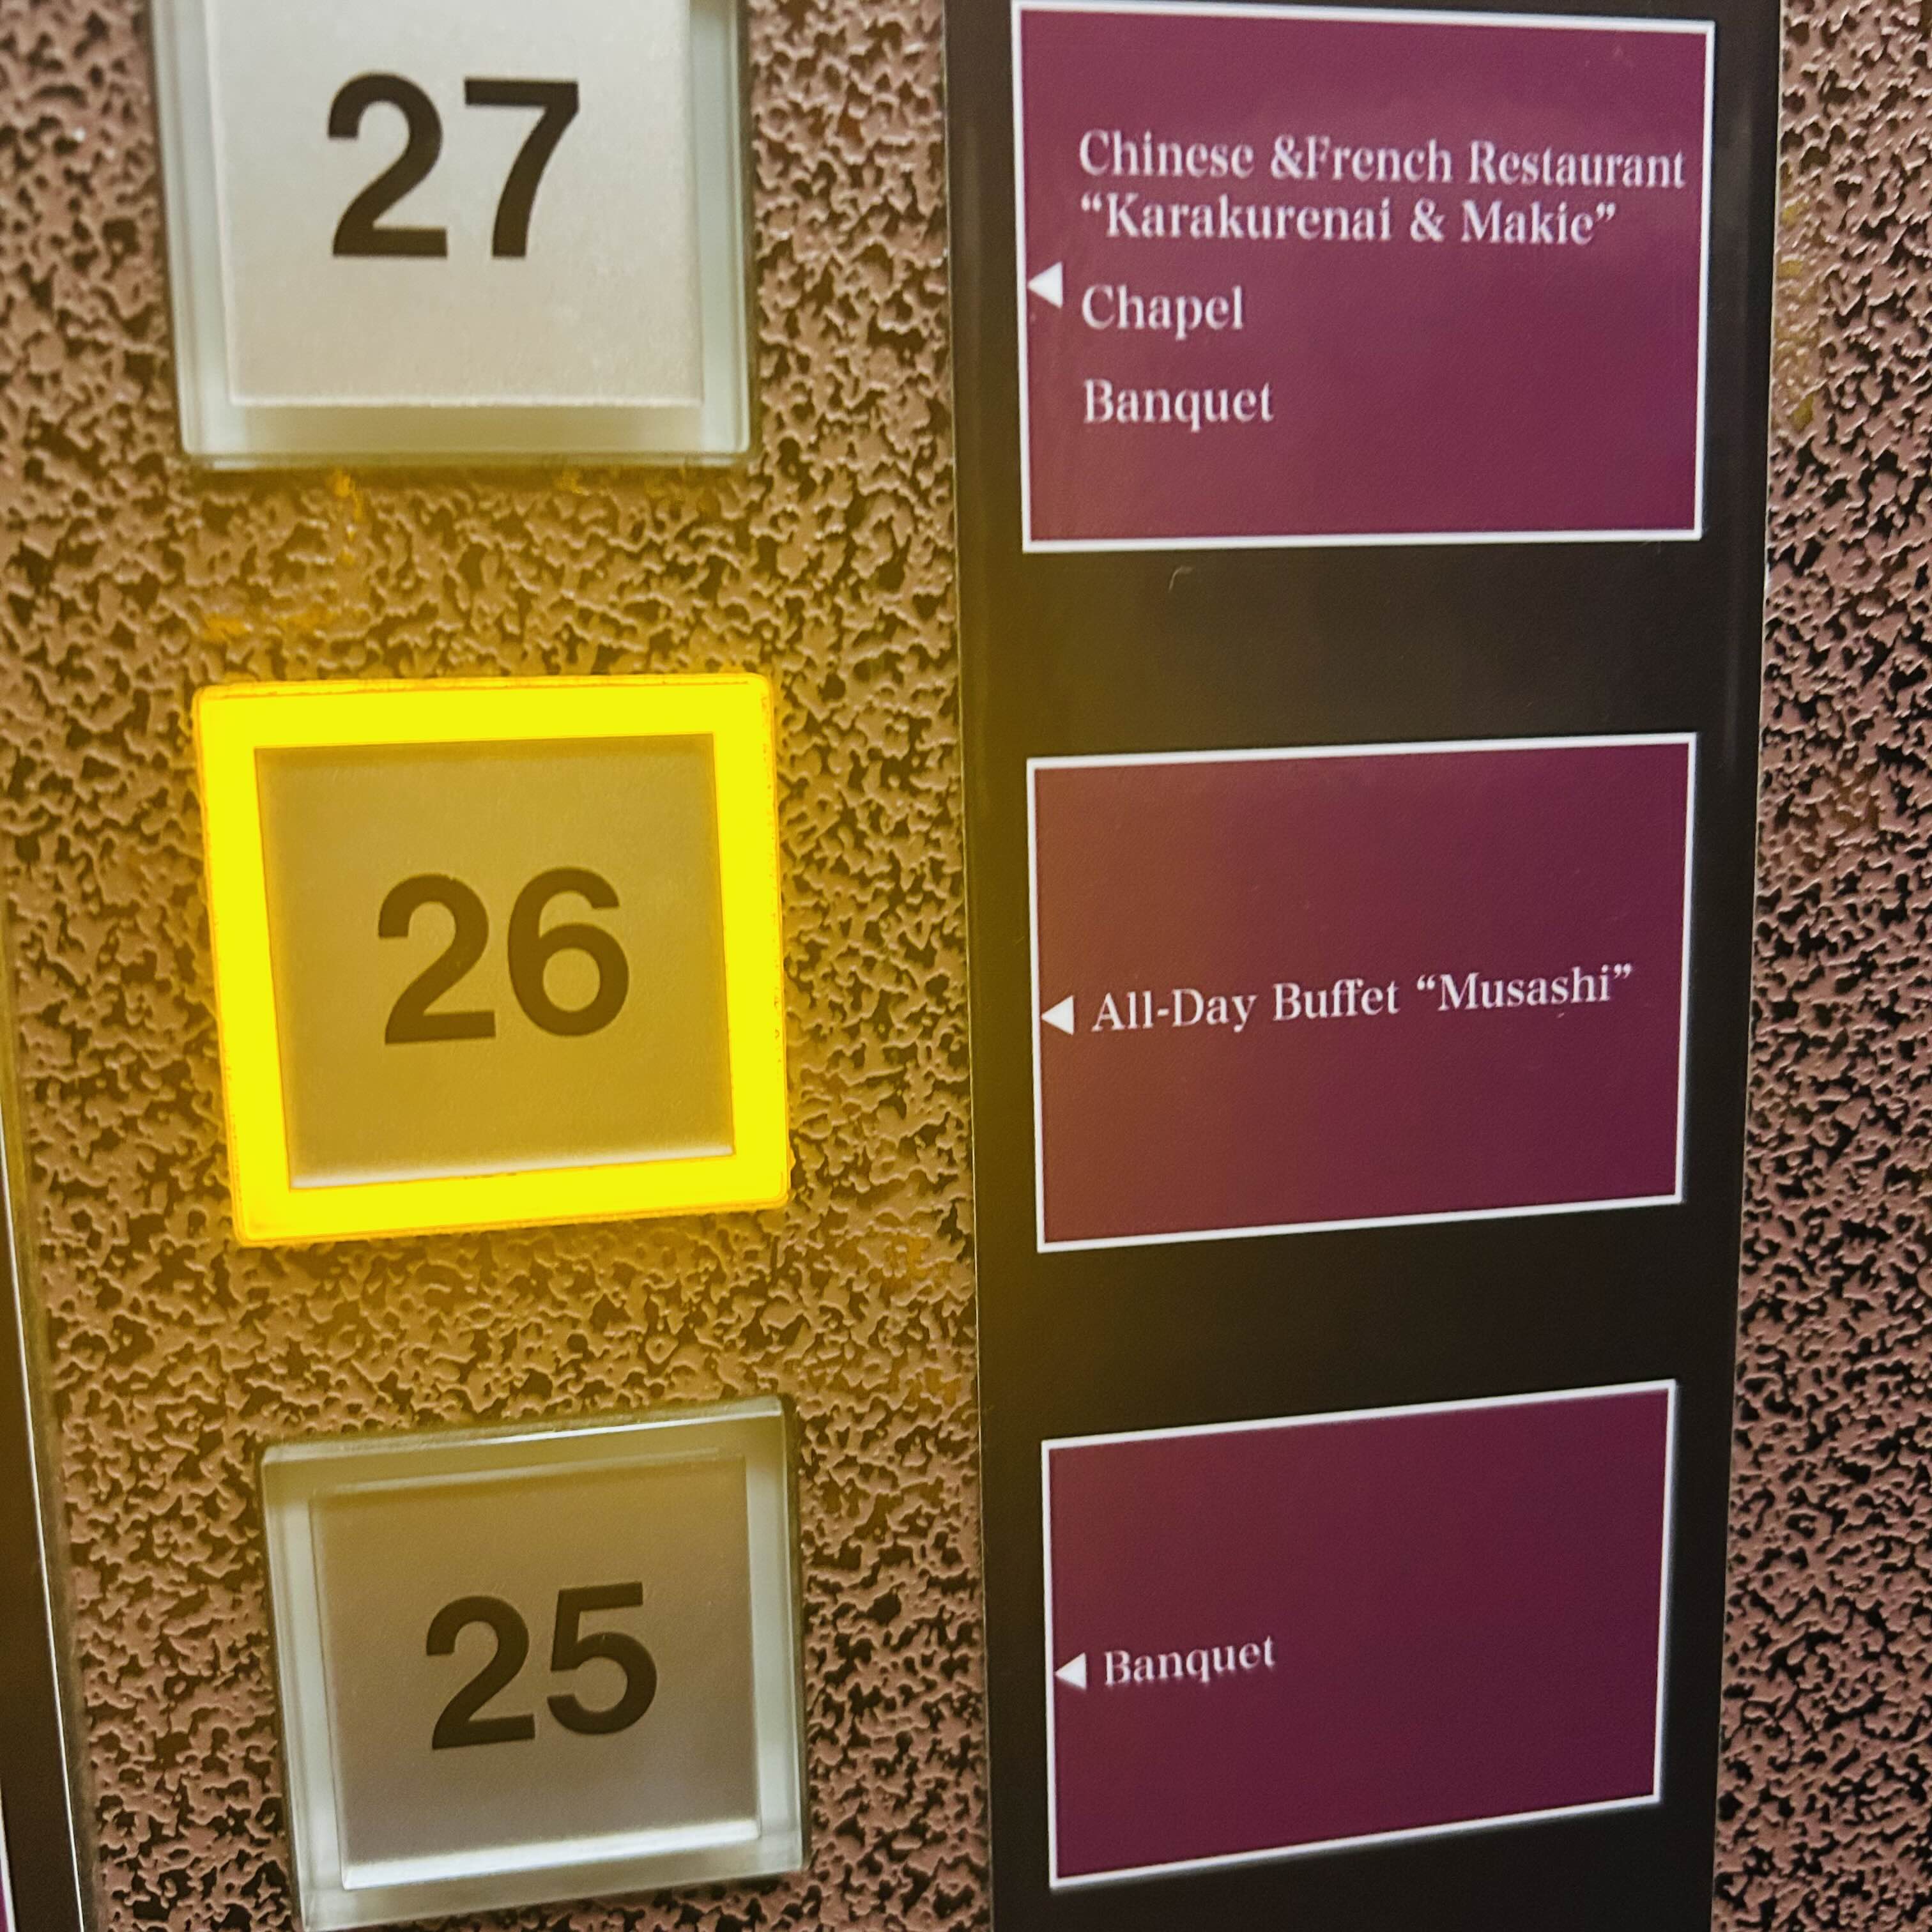 27
Chinese &French Restaurant
“Karakurenai & Makie”
Chapel
Banquet
26
All-Day Buffet “Musashi”
25
Banquet